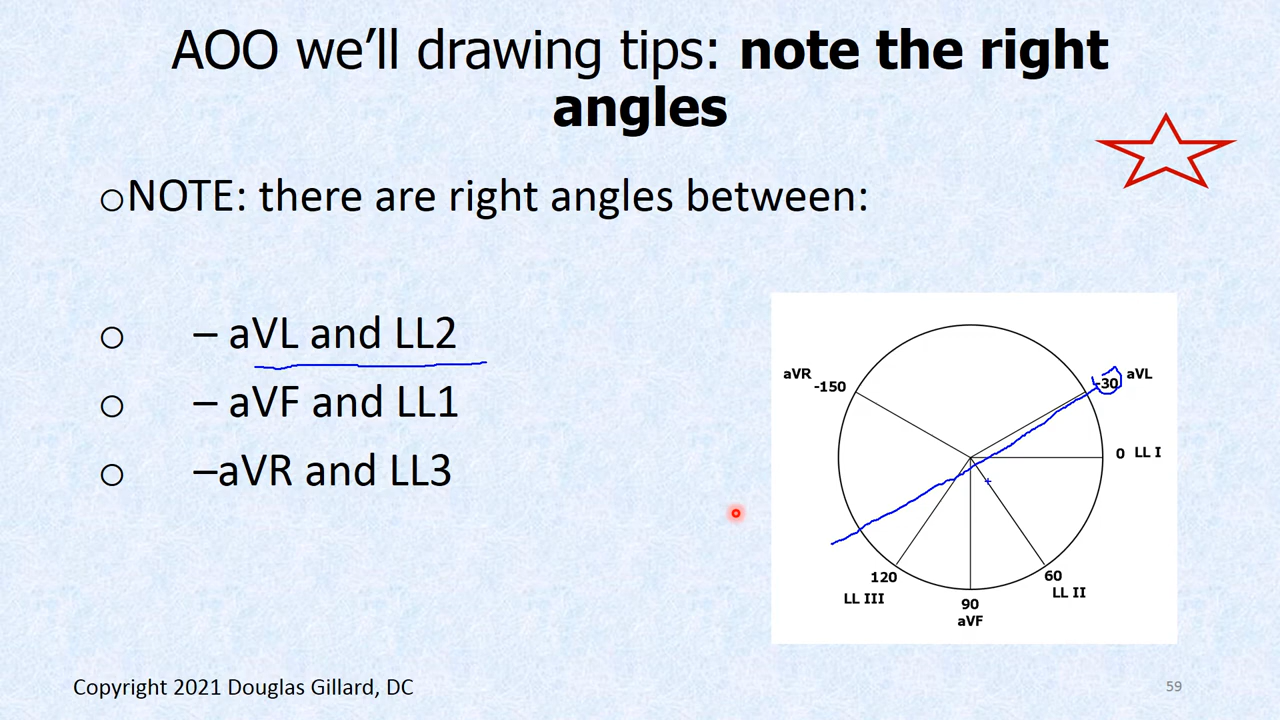 AOO we’ll drawing tips: note the right
angles
NOTE: there are right angles between:
– aVL and LL2
– aVF and LL1
–aVR and LL3
aVR
-150
-30
aVL
0 LL I
120
LL III
90
aVF
60
LL II
Copyright 2021 Douglas Gillard, DC
59